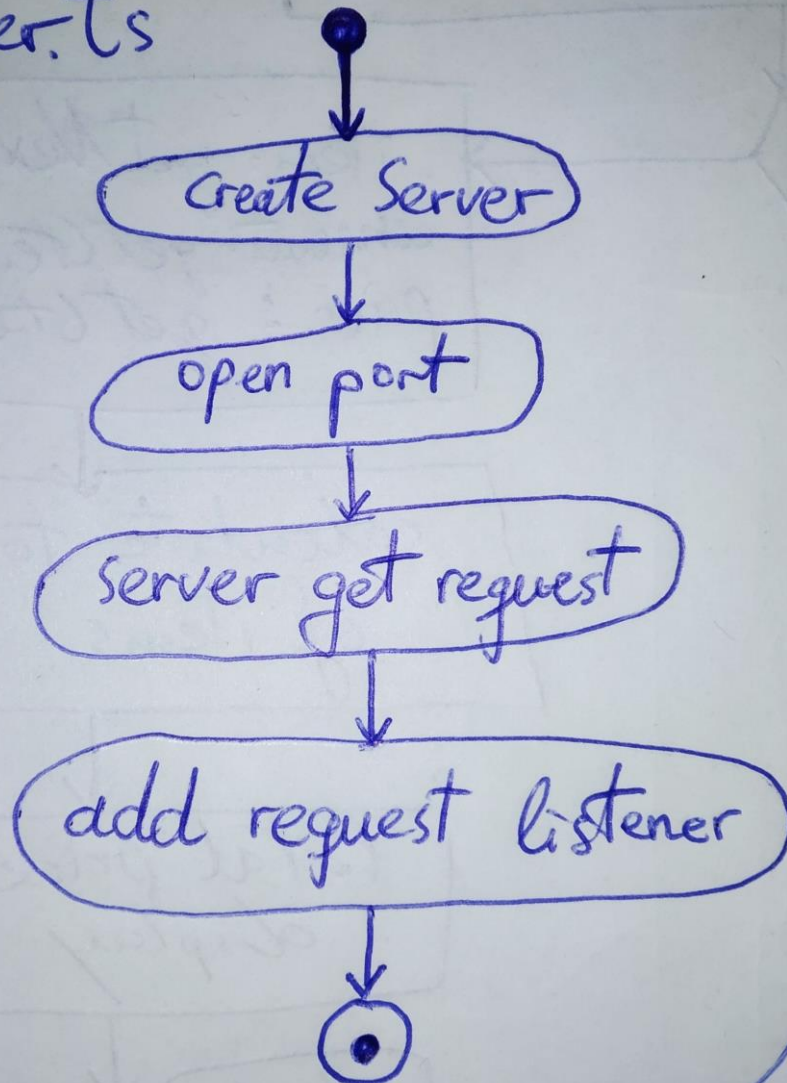 er.ts
create Server
open port
server get request
add request listener